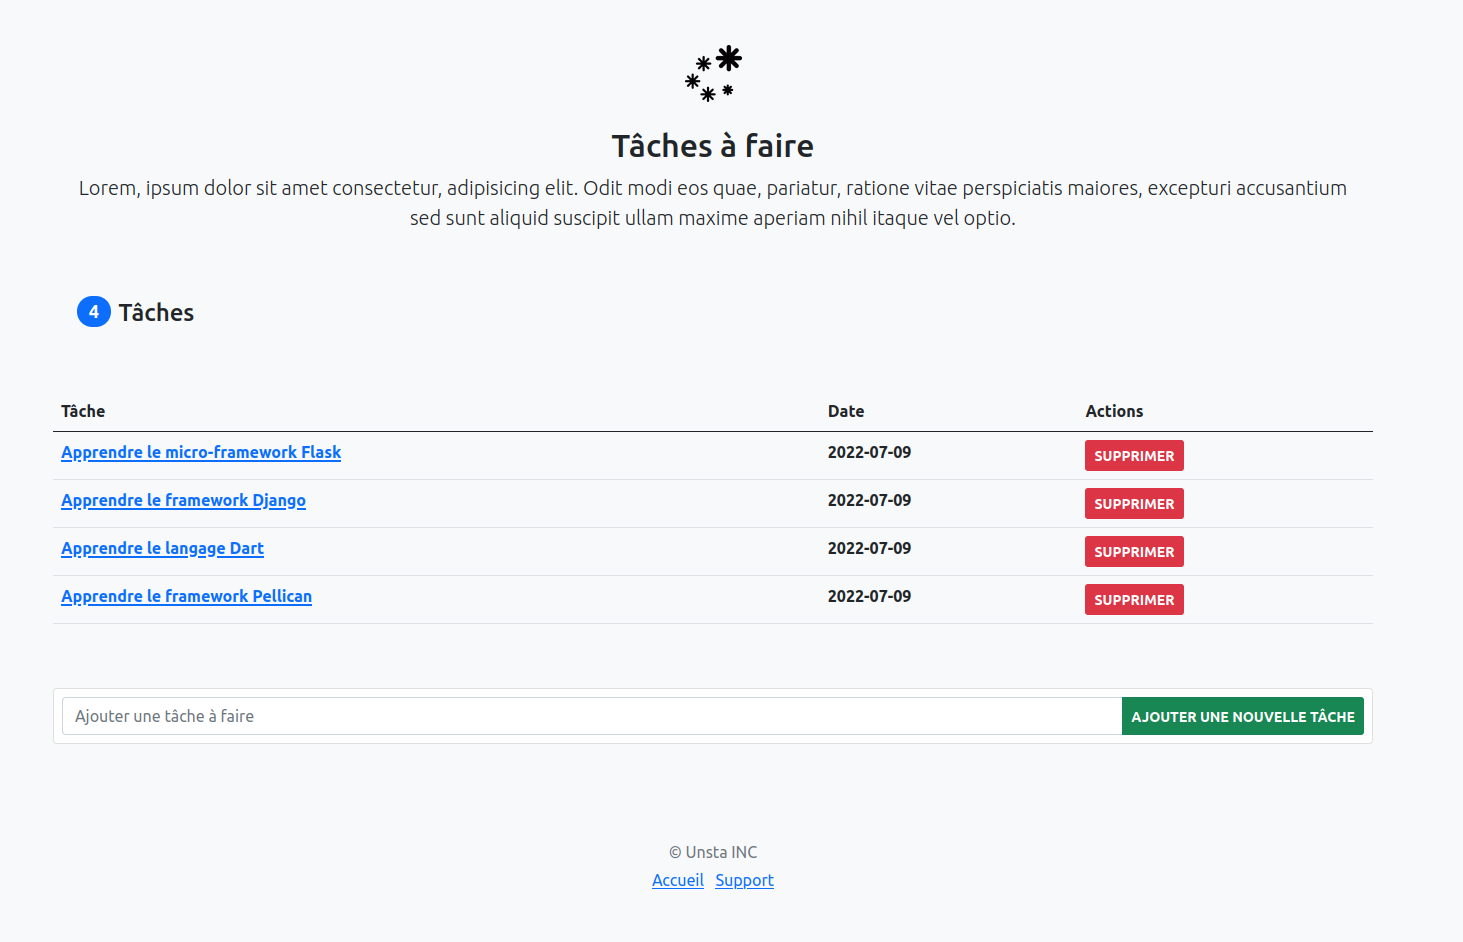 Tâches à faire
Lorem, ipsum dolor sit amet consectetur, adipisicing elit. Odit modi eos quae, pariatur, ratione vitae perspiciatis maiores, excepturi accusantium
sed sunt aliquid suscipit ullam maxime aperiam nihil itaque vel optio.
4 Tâches
Tâche Date Actions
Apprendre le micro-framework Flask 2022-07-09 SUPPRIMER
Apprendre le framework Django 2022-07-09 SUPPRIMER
Apprendre le langage Dart 2022-07-09 SUPPRIMER
Apprendre le framework Pellican 2022-07-09 SUPPRIMER
Ajouter une tâche à faire AJOUTER UNE NOUVELLE TÂCHE
© Unsta INC
Accueil Support